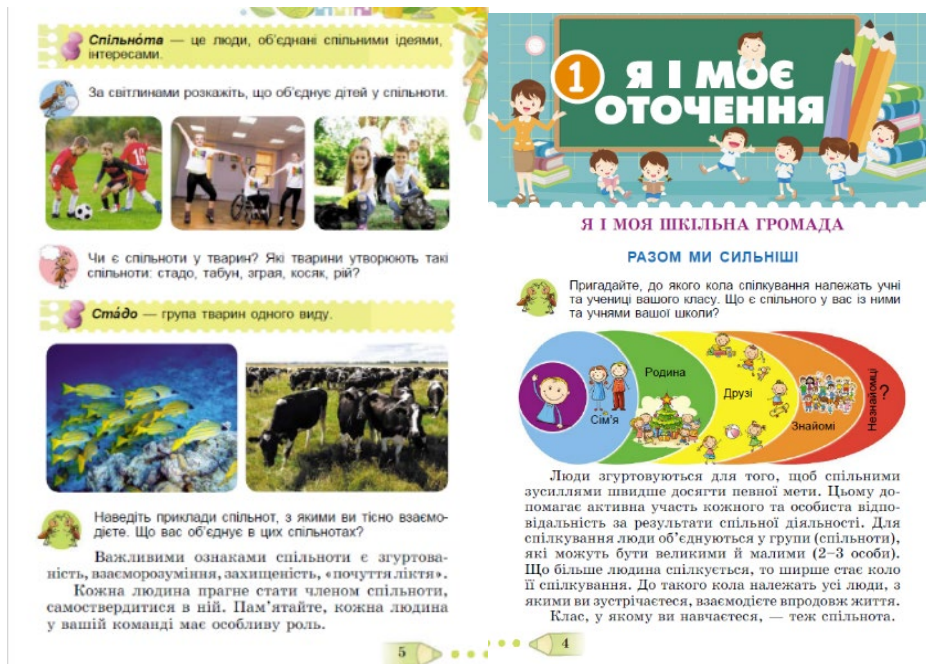 Спільно́та — це люди, об’єднані спільними ідеями,
інтересами.
За світлинами розкажіть, що об’єднує дітей у спільноти.
Чи є спільноти у тварин? Які тварини утворюють такі
спільноти: стадо, табун, зграя, косяк, рій?
Ста́до — група тварин одного виду.
Наведіть приклади спільнот, з якими ви тісно взаємо-
дієте. Що вас об’єднує в цих спільнотах?
Важливими ознаками спільноти є згуртова-
ність, взаєморозуміння, захищеність, «почуття ліктя».
Кожна людина прагне стати членом спільноти,
самоствердитися в ній. Пам’ятайте, кожна людина
у вашій команді має особливу роль.
5
1
Я І МОЄ
ОТОЧЕННЯ
Я І МОЯ ШКІЛЬНА ГРОМАДА
РАЗОМ МИ СИЛЬНІШІ
Пригадайте, до якого кола спілкування належать учні
та учениці вашого класу. Що є спільного у вас із ними
та учнями вашої школи?
Сім’я
Родина
Друзі
Знайомі
Незнайомці
?
Люди згуртовуються для того, щоб спільними
зусиллями швидше досягти певної мети. Цьому до-
помагає активна участь кожного та особиста відпо-
відальність за результати спільної діяльності. Для
спілкування люди об’єднуються у групи (спільноти),
які можуть бути великими й малими (2–3 особи).
Що більше людина спілкується, то ширше стає коло
її спілкування. До такого кола належать усі люди, з
якими ви зустрічаєтеся, взаємодієте впродовж життя.
Клас, у якому ви навчаєтеся, — теж спільнота.
4